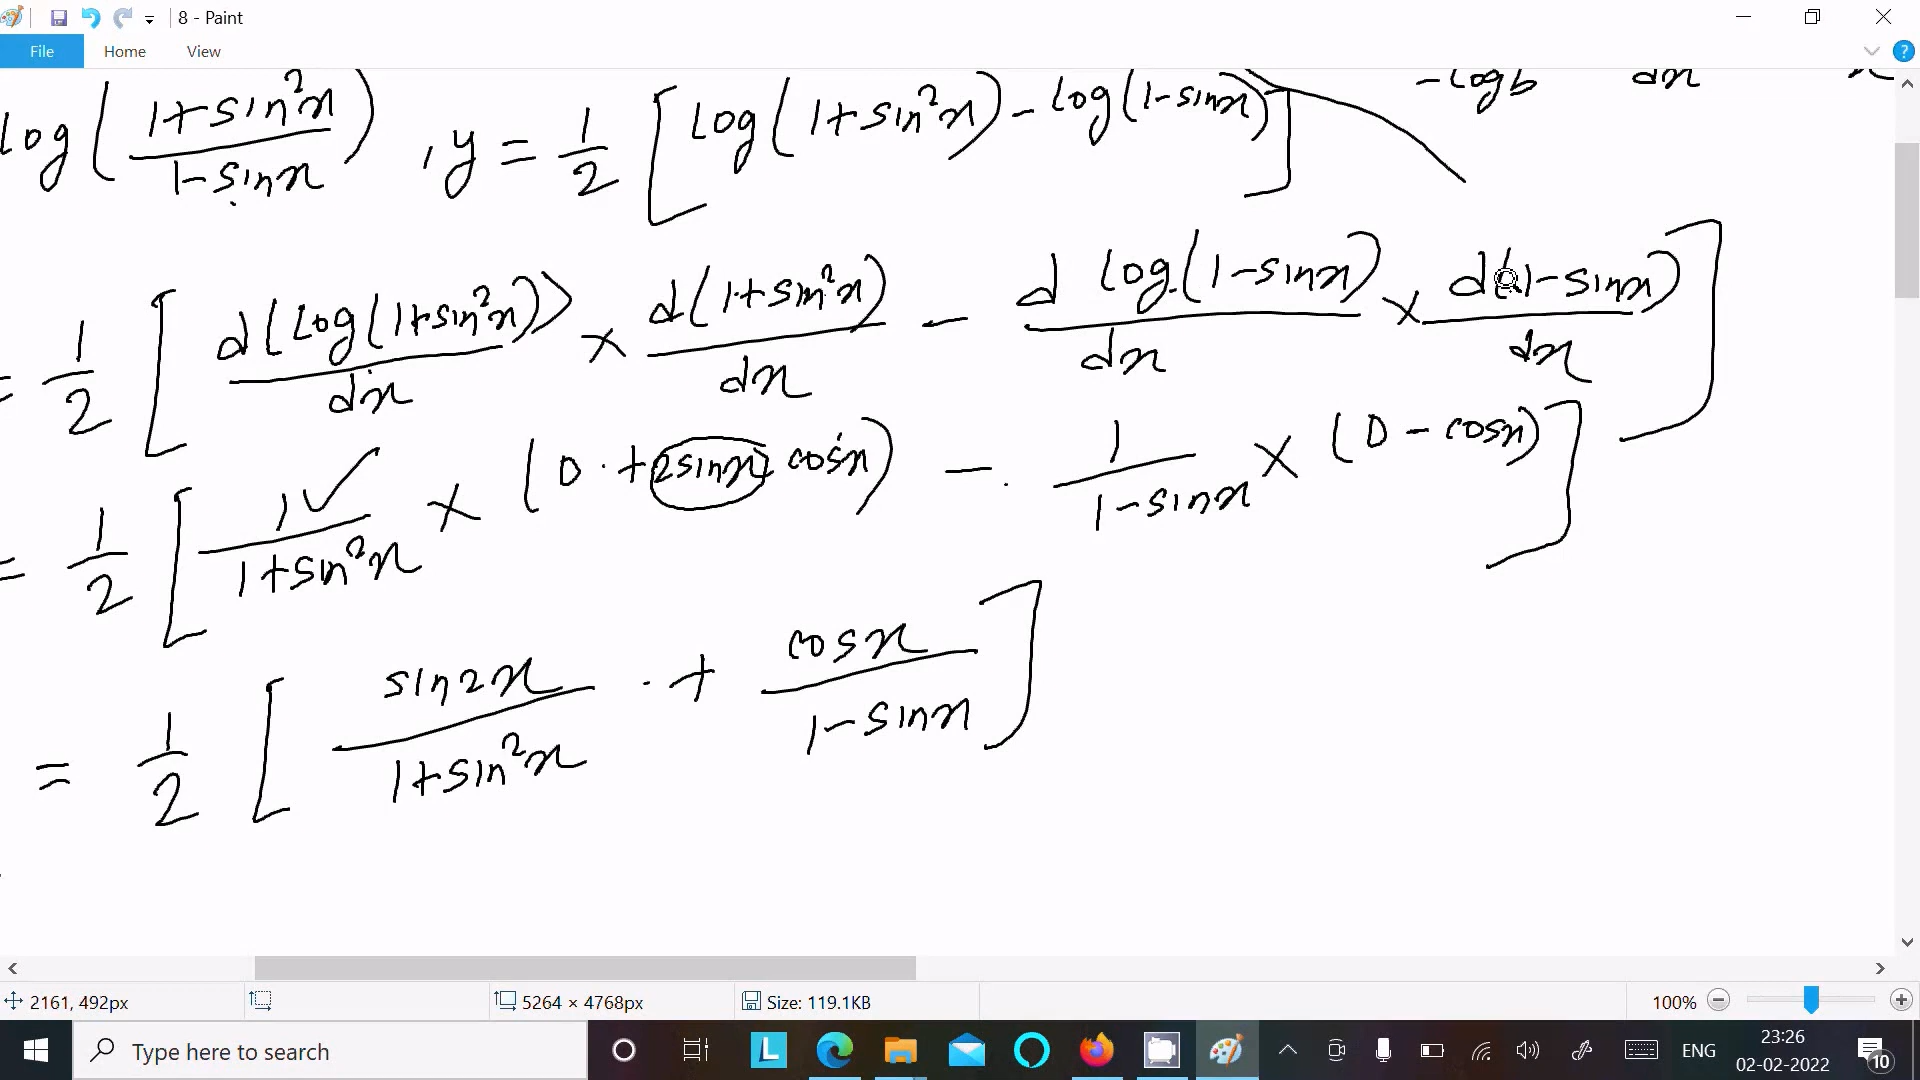 8 - Paint
File Home View
- log b dx x
log(1+sin²x / 1-sinx) , y = 1/2 [log(1+sin²x) - log(1-sinx)]
= 1/2 [d(log(1+sin²x))/dx × d(1+sin²x)/dx - d log(1-sinx)/dx × d(1-sinx)/dx]
= 1/2 [1/1+sin²x × (0 + 2sinx cosx) - 1/1-sinx × (0 - cosx)]
= 1/2 [sin2x/1+sin²x + cosx/1-sinx]
2161, 492px 5264 × 4768px Size: 119.1KB 100%
Type here to search L ENG 23:26
02-02-2022 10